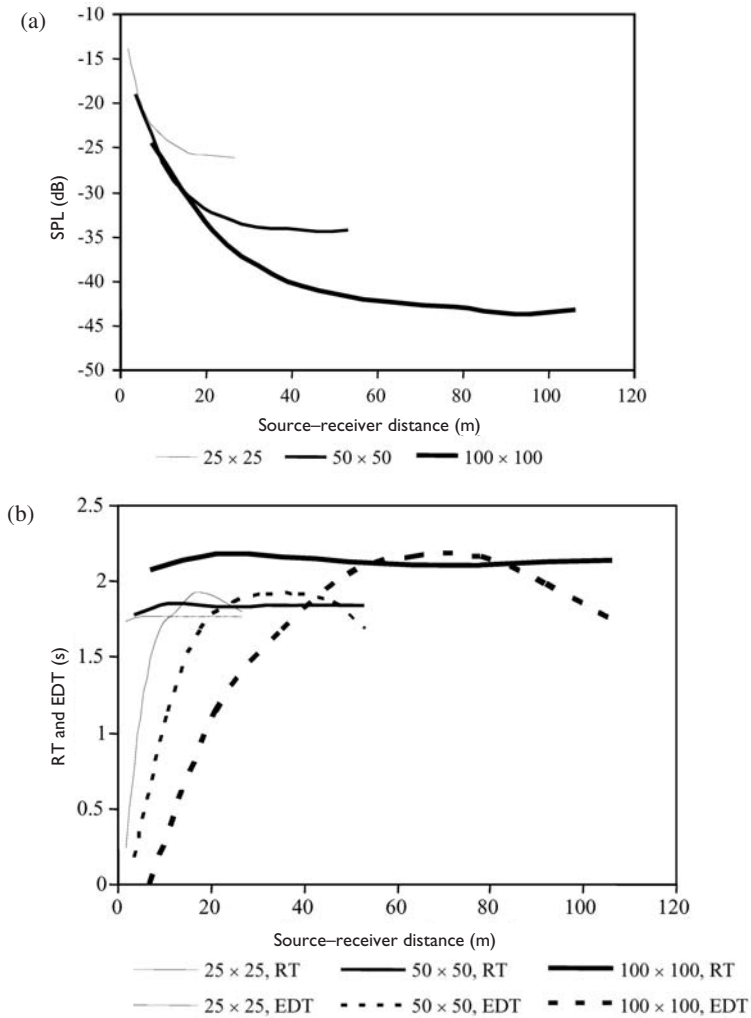 (a)
-10
-15
-20
-25
-30
-35
-40
-45
-50
SPL (dB)
0 20 40 60 80 100 120
Source–receiver distance (m)
25 × 25 50 × 50 100 × 100
(b)
2.5
2
1.5
1
0.5
0
RT and EDT (s)
0 20 40 60 80 100 120
Source–receiver distance (m)
25 × 25, RT 50 × 50, RT 100 × 100, RT
25 × 25, EDT 50 × 50, EDT 100 × 100, EDT